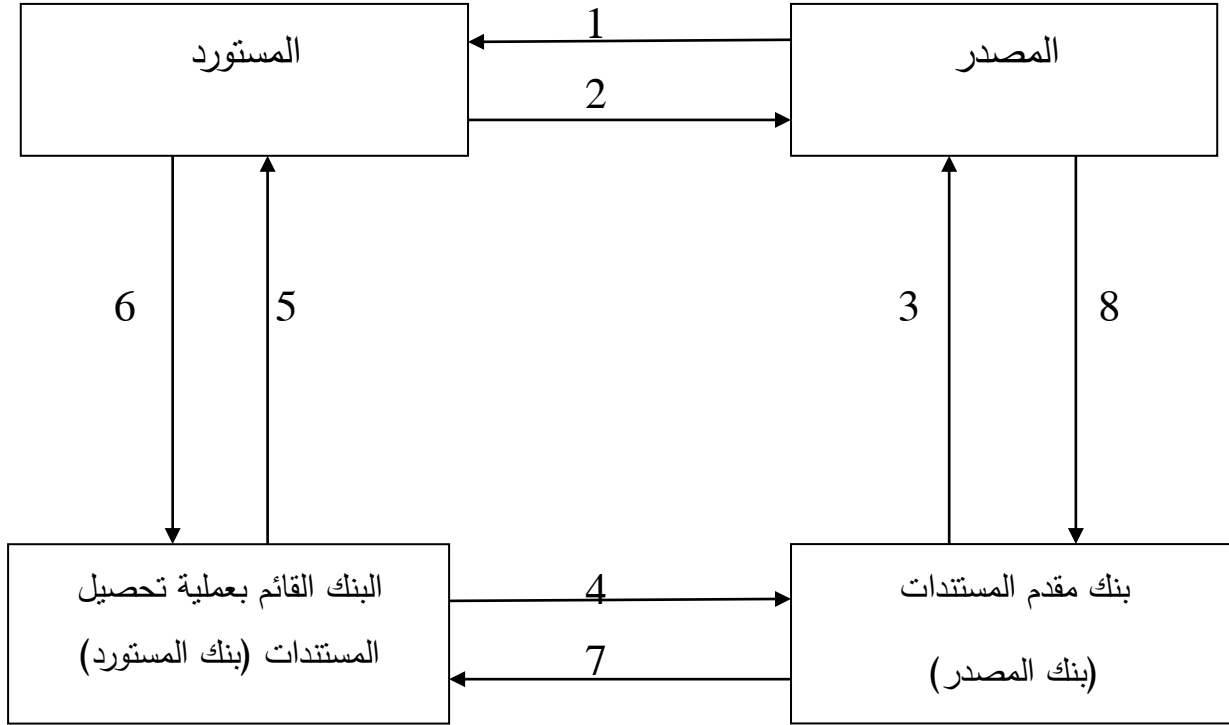 المصدر
1
المستورد
2
8
3
5
6
بنك مقدم المستندات
(بنك المصدر)
4
7
البنك القائم بعملية تحصيل
المستندات (بنك المستورد)